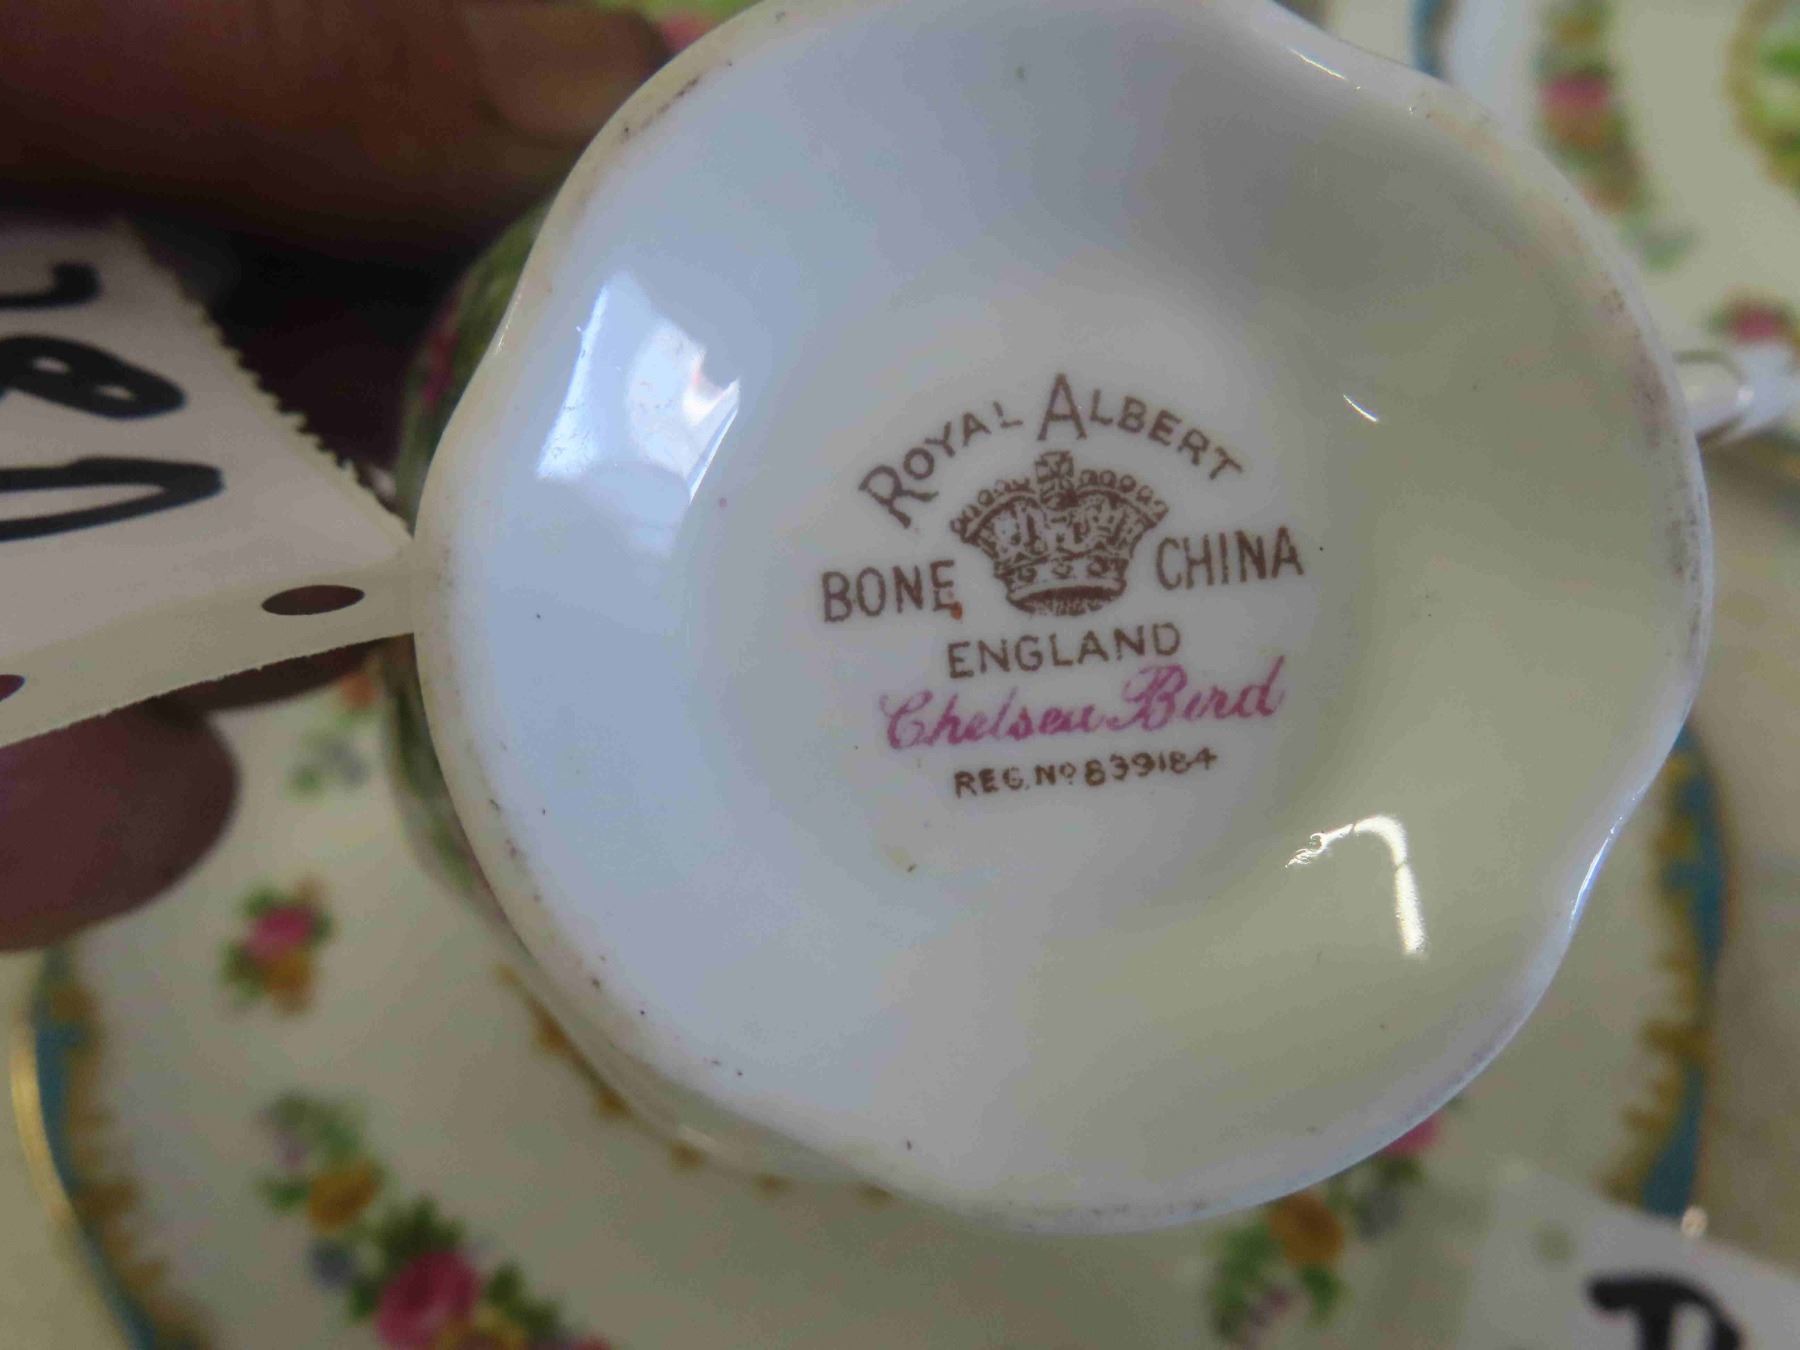 ROYAL ALBERT
BONE CHINA
ENGLAND
Chelsea Bird
REG. No 839184